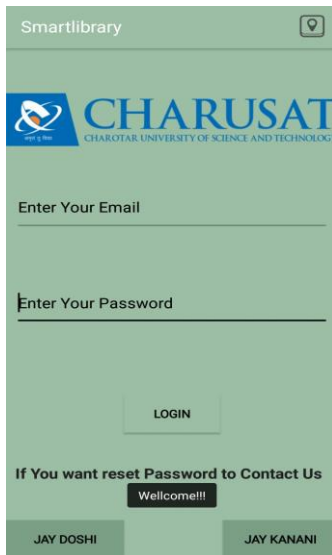 Smartlibrary
CHARUSAT
CHAROTAR UNIVERSITY OF SCIENCE AND TECHNOLOG
Enter Your Email
Enter Your Password
LOGIN
If You want reset Password to Contact Us
Wellcome!!!
JAY DOSHI
JAY KANANI